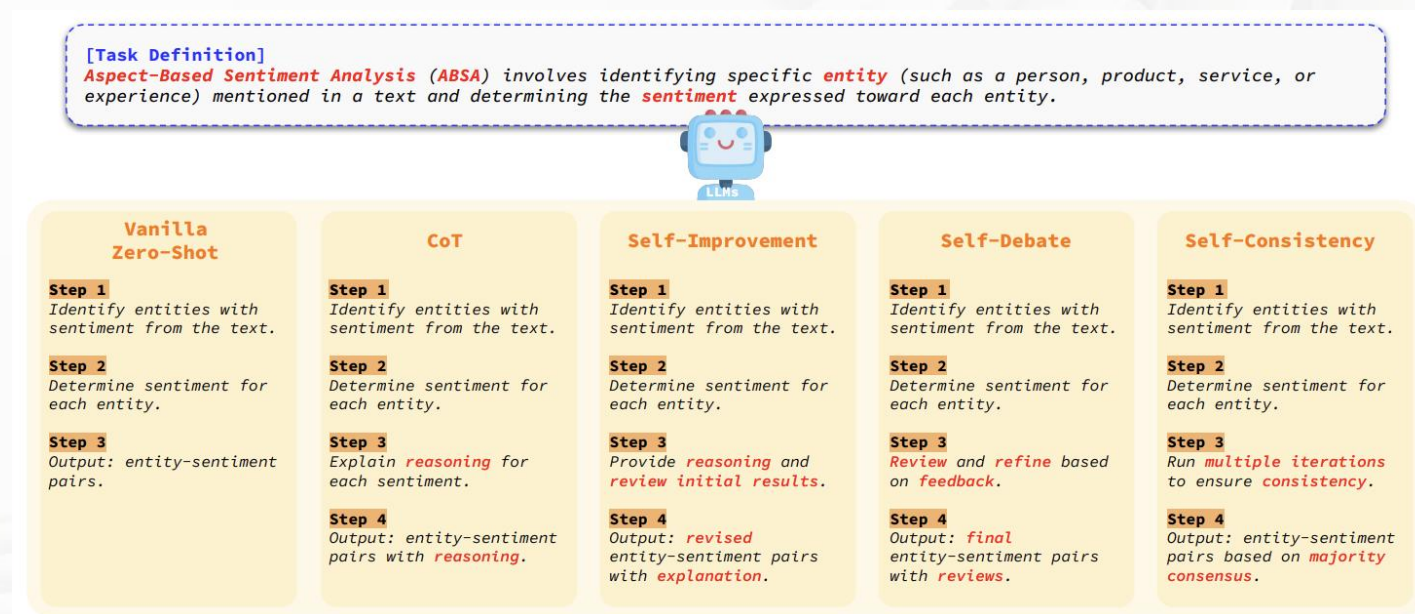 [Task Definition]
Aspect-Based Sentiment Analysis (ABSA) involves identifying specific entity (such as a person, product, service, or
experience) mentioned in a text and determining the sentiment expressed toward each entity.
LLMs
Vanilla
Zero-Shot
Step 1
Identify entities with
sentiment from the text.
Step 2
Determine sentiment for
each entity.
Step 3
Output: entity-sentiment
pairs.
CoT
Step 1
Identify entities with
sentiment from the text.
Step 2
Determine sentiment for
each entity.
Step 3
Explain reasoning for
each sentiment.
Step 4
Output: entity-sentiment
pairs with reasoning.
Self-Improvement
Step 1
Identify entities with
sentiment from the text.
Step 2
Determine sentiment for
each entity.
Step 3
Provide reasoning and
review initial results.
Step 4
Output: revised
entity-sentiment pairs
with explanation.
Self-Debate
Step 1
Identify entities with
sentiment from the text.
Step 2
Determine sentiment for
each entity.
Step 3
Review and refine based
on feedback.
Step 4
Output: final
entity-sentiment pairs
with reviews.
Self-Consistency
Step 1
Identify entities with
sentiment from the text.
Step 2
Determine sentiment for
each entity.
Step 3
Run multiple iterations
to ensure consistency.
Step 4
Output: entity-sentiment
pairs based on majority
consensus.